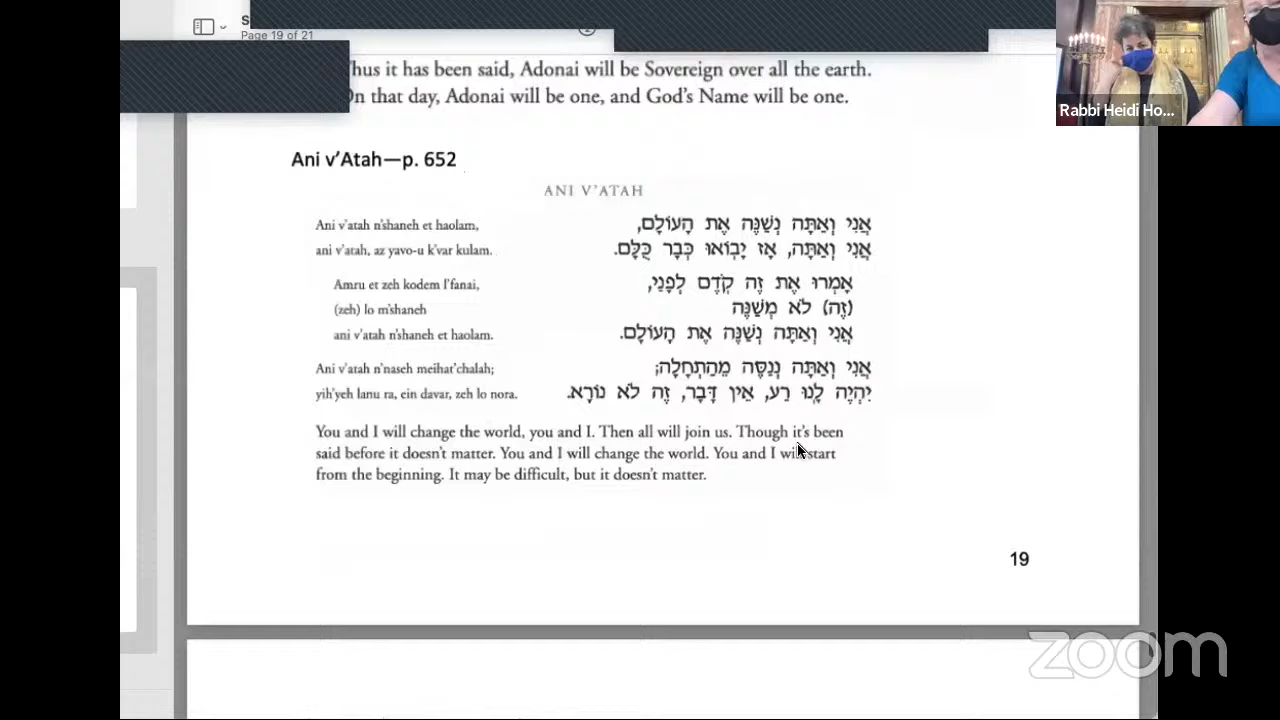 Page 19 of 21
Thus it has been said, Adonai will be Sovereign over all the earth.
On that day, Adonai will be one, and God's Name will be one.
Rabbi Heidi Ho...
Ani v'Atah—p. 652
ANI V'ATAH
Ani v'atah n'shaneh et haolam,
ani v'atah, az yavo-u k'var kulam.
Amru et zeh kodem l'fanai,
(zeh) lo m'shaneh
ani v'atah n'shaneh et haolam.
Ani v'atah n'naseh meihat'chalah;
yih'yeh lanu ra, ein davar, zeh lo nora.
אֲנִי וְאַתָּה נְשַׁנֶּה אֶת הָעוֹלָם,
אֲנִי וְאַתָּה, אָז יָבֽוֹאוּ כְּבָר כֻּלָּם.
אָמְרוּ אֶת זֶה קֹֽדֶם לְפָנַי,
(זֶה) לֹא מְשַׁנֶּה
אֲנִי וְאַתָּה נְשַׁנֶּה אֶת הָעוֹלָם.
אֲנִי וְאַתָּה נְנַסֶּה מֵהַתְחָלָה;
יִהְיֶה לָֽנוּ רַע, אֵין דָּבָר, זֶה לֹא נוֹרָא.
You and I will change the world, you and I. Then all will join us. Though it's been
said before it doesn't matter. You and I will change the world. You and I will start
from the beginning. It may be difficult, but it doesn't matter.
19
zoom